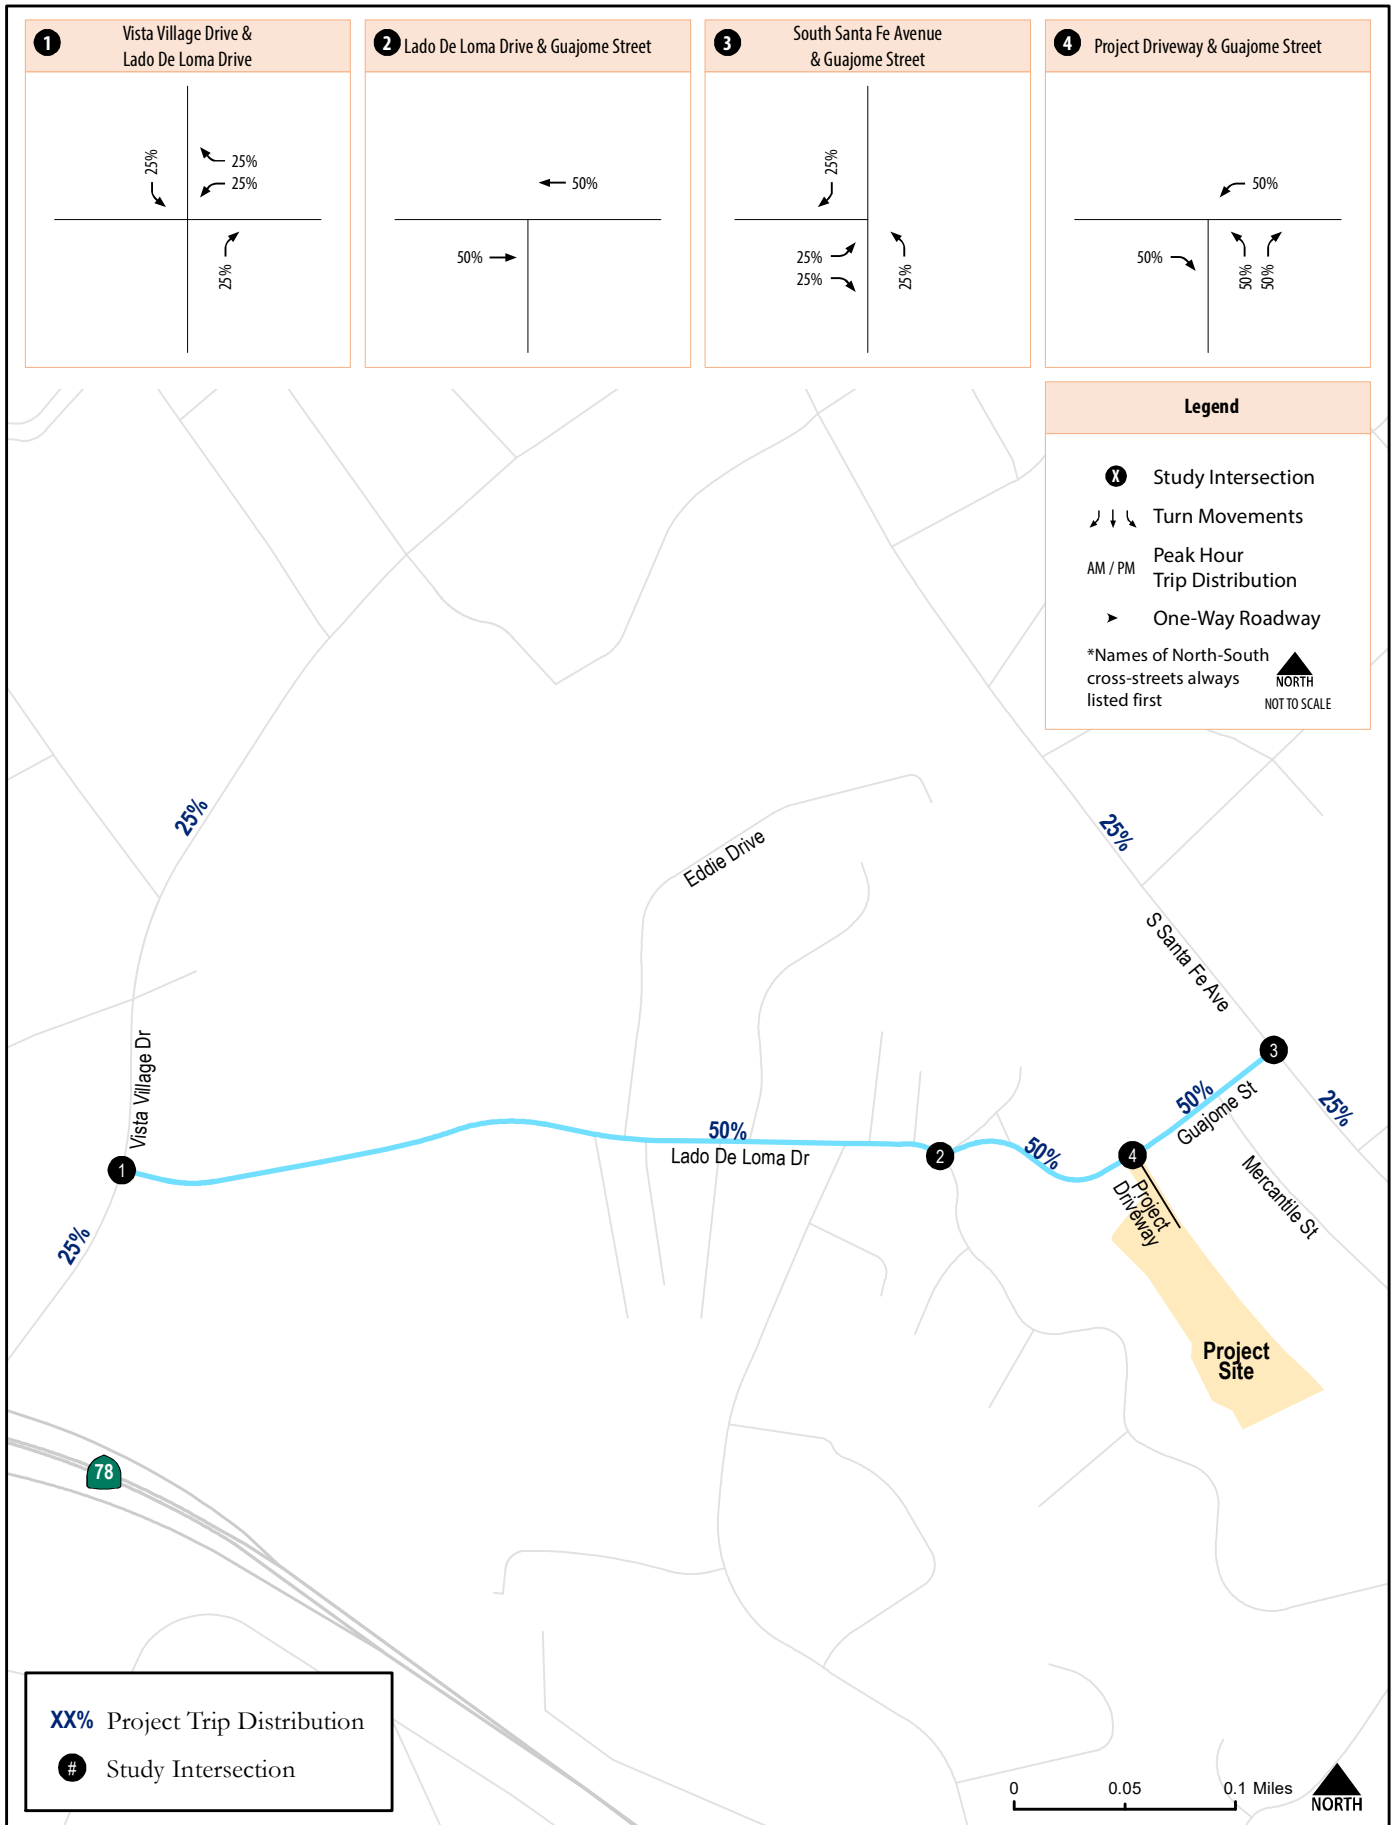 1
Vista Village Drive &
Lado De Loma Drive
25%
25%
25%
25%
2
Lado De Loma Drive & Guajome Street
50%
50%
3
South Santa Fe Avenue
& Guajome Street
25%
25%
25%
25%
4
Project Driveway & Guajome Street
50%
50%
50%
50%
Legend
X
Study Intersection
Turn Movements
AM / PM
Peak Hour
Trip Distribution
One-Way Roadway
*Names of North-South
cross-streets always
listed first
NORTH
NOT TO SCALE
25%
25%
Eddie Drive
S Santa Fe Ave
Vista Village Dr
3
50%
Guajome St
25%
50%
Lado De Loma Dr
1
2
50%
4
Project
Driveway
Mercantile St
25%
Project
Site
78
XX% Project Trip Distribution
# Study Intersection
0 0.05 0.1 Miles
NORTH